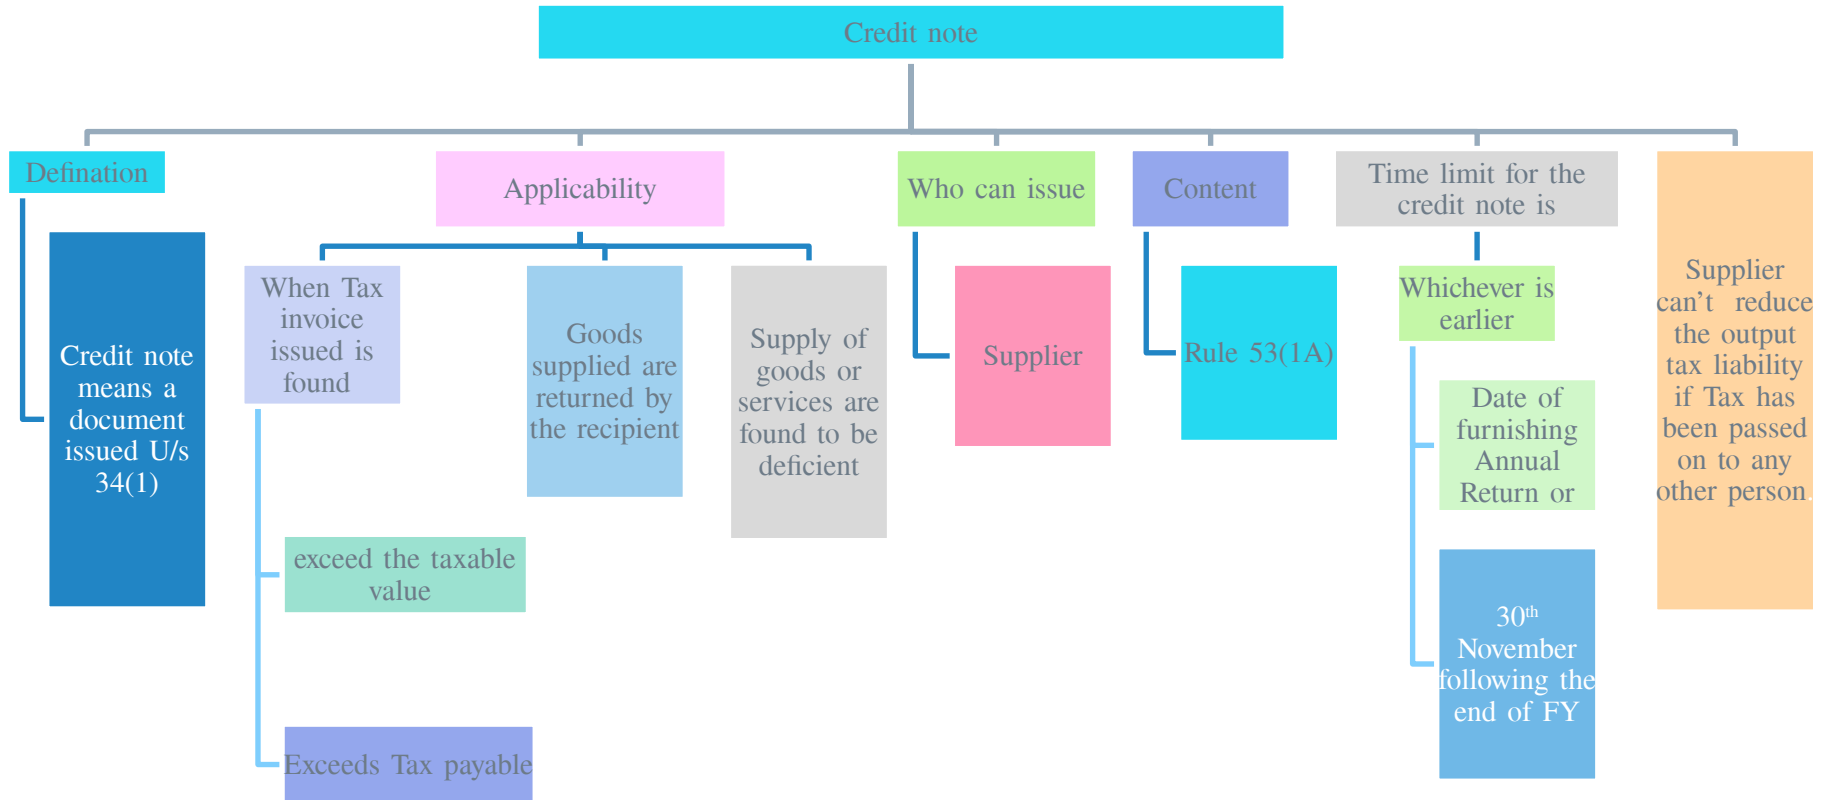 Credit note
Defination
Credit note
means a
document
issued U/s
34(1)
Applicability
When Tax
invoice
issued is
found
exceed the taxable
value
Exceeds Tax payable
Goods
supplied are
returned by
the recipient
Supply of
goods or
services are
found to be
deficient
Who can issue
Supplier
Content
Rule 53(1A)
Time limit for the
credit note is
Whichever is
earlier
Date of
furnishing
Annual
Return or
30th
November
following the
end of FY
Supplier
can’t reduce
the output
tax liability
if Tax has
been passed
on to any
other person.